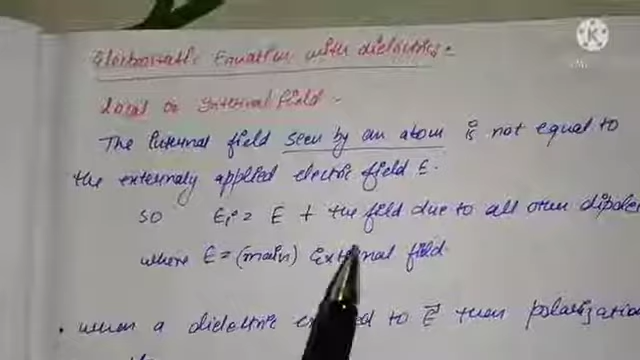 Electrostatic Equation with dielectrics.
Local or Internal field -
The Internal field seen by an atom is not equal to
the externaly applied electric field E.
so Ei = E + the field due to all other dipoles
where E = (main) External field.
• when a dielectric to E⃗ then polarization
K